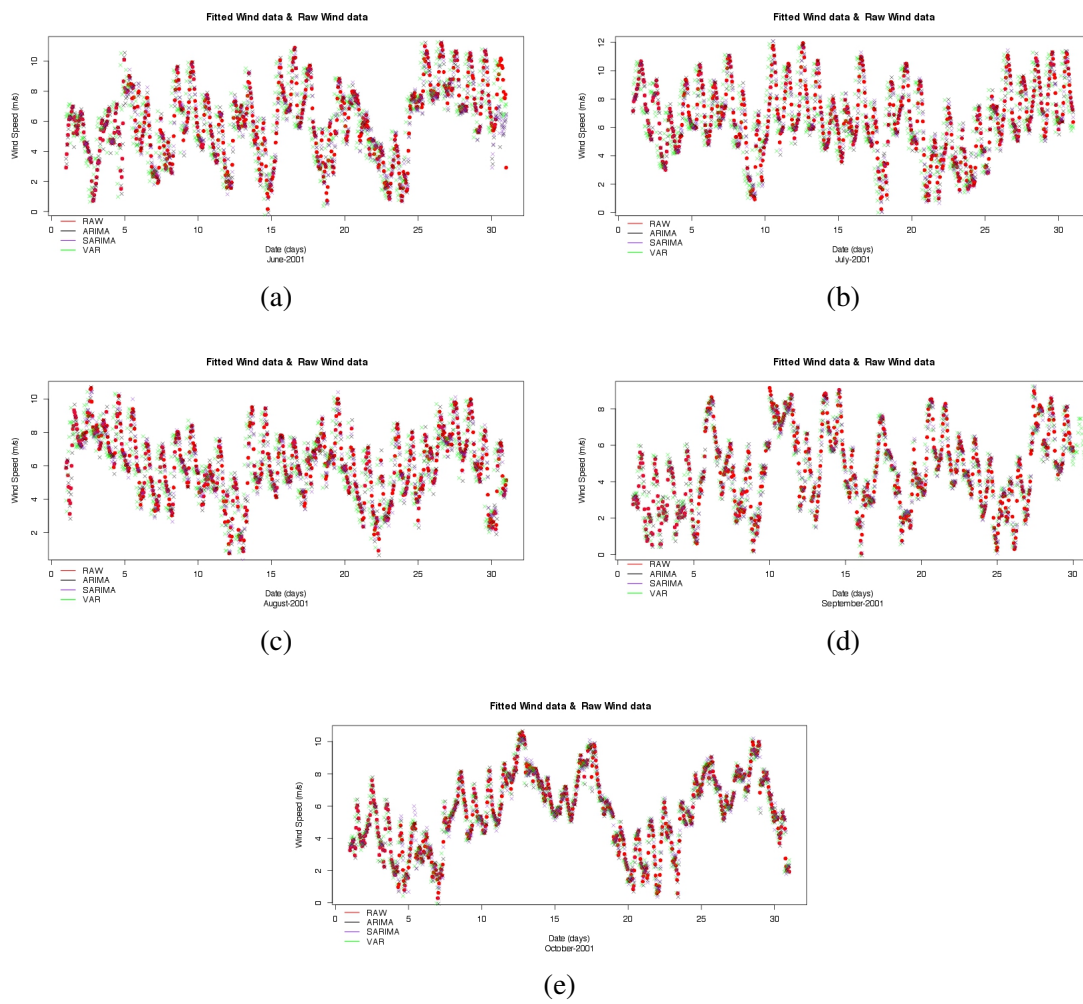 Fitted Wind data & Raw Wind data
Wind Speed (m/s)
0 2 4 6 8 10
0 5 10 15 20 25 30
RAW
ARIMA
SARIMA
VAR
Date (days)
June-2001
(a)
Fitted Wind data & Raw Wind data
Wind Speed (m/s)
0 2 4 6 8 10 12
0 5 10 15 20 25 30
RAW
ARIMA
SARIMA
VAR
Date (days)
July-2001
(b)
Fitted Wind data & Raw Wind data
Wind Speed (m/s)
2 4 6 8 10
0 5 10 15 20 25 30
RAW
ARIMA
SARIMA
VAR
Date (days)
August-2001
(c)
Fitted Wind data & Raw Wind data
Wind Speed (m/s)
0 2 4 6 8
0 5 10 15 20 25 30
RAW
ARIMA
SARIMA
VAR
Date (days)
September-2001
(d)
Fitted Wind data & Raw Wind data
Wind Speed (m/s)
0 2 4 6 8 10
0 5 10 15 20 25 30
RAW
ARIMA
SARIMA
VAR
Date (days)
October-2001
(e)